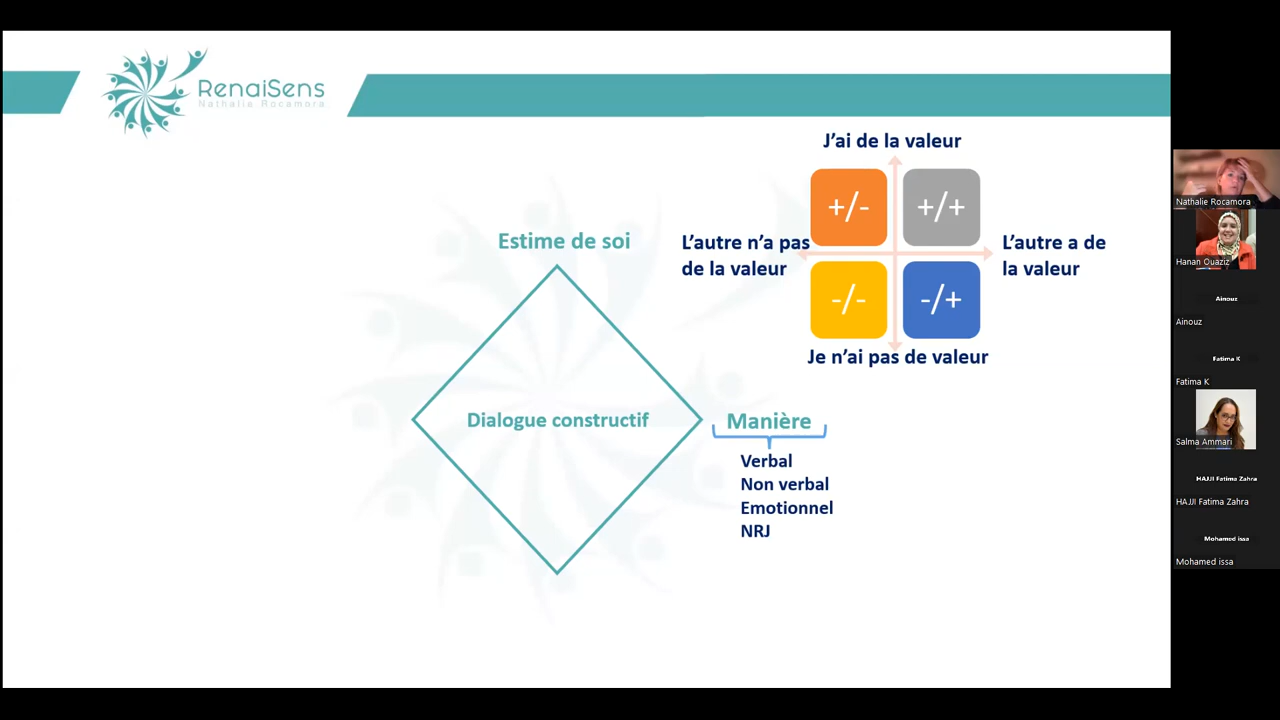 RenaiSens
Nathalie Rocamora
J'ai de la valeur
+/-
+/+
Estime de soi
L'autre n'a pas
de la valeur
L'autre a de
la valeur
-/-
-/+
Je n'ai pas de valeur
Dialogue constructif
Manière
Verbal
Non verbal
Emotionnel
NRJ
Nathalie Rocamora
Hanan Ouaziz
Ainouz
Ainouz
Fatima K
Fatima K
Salma Ammari
HAJJI Fatima Zahra
HAJJI Fatima Zahra
Mohamed issa
Mohamed issa